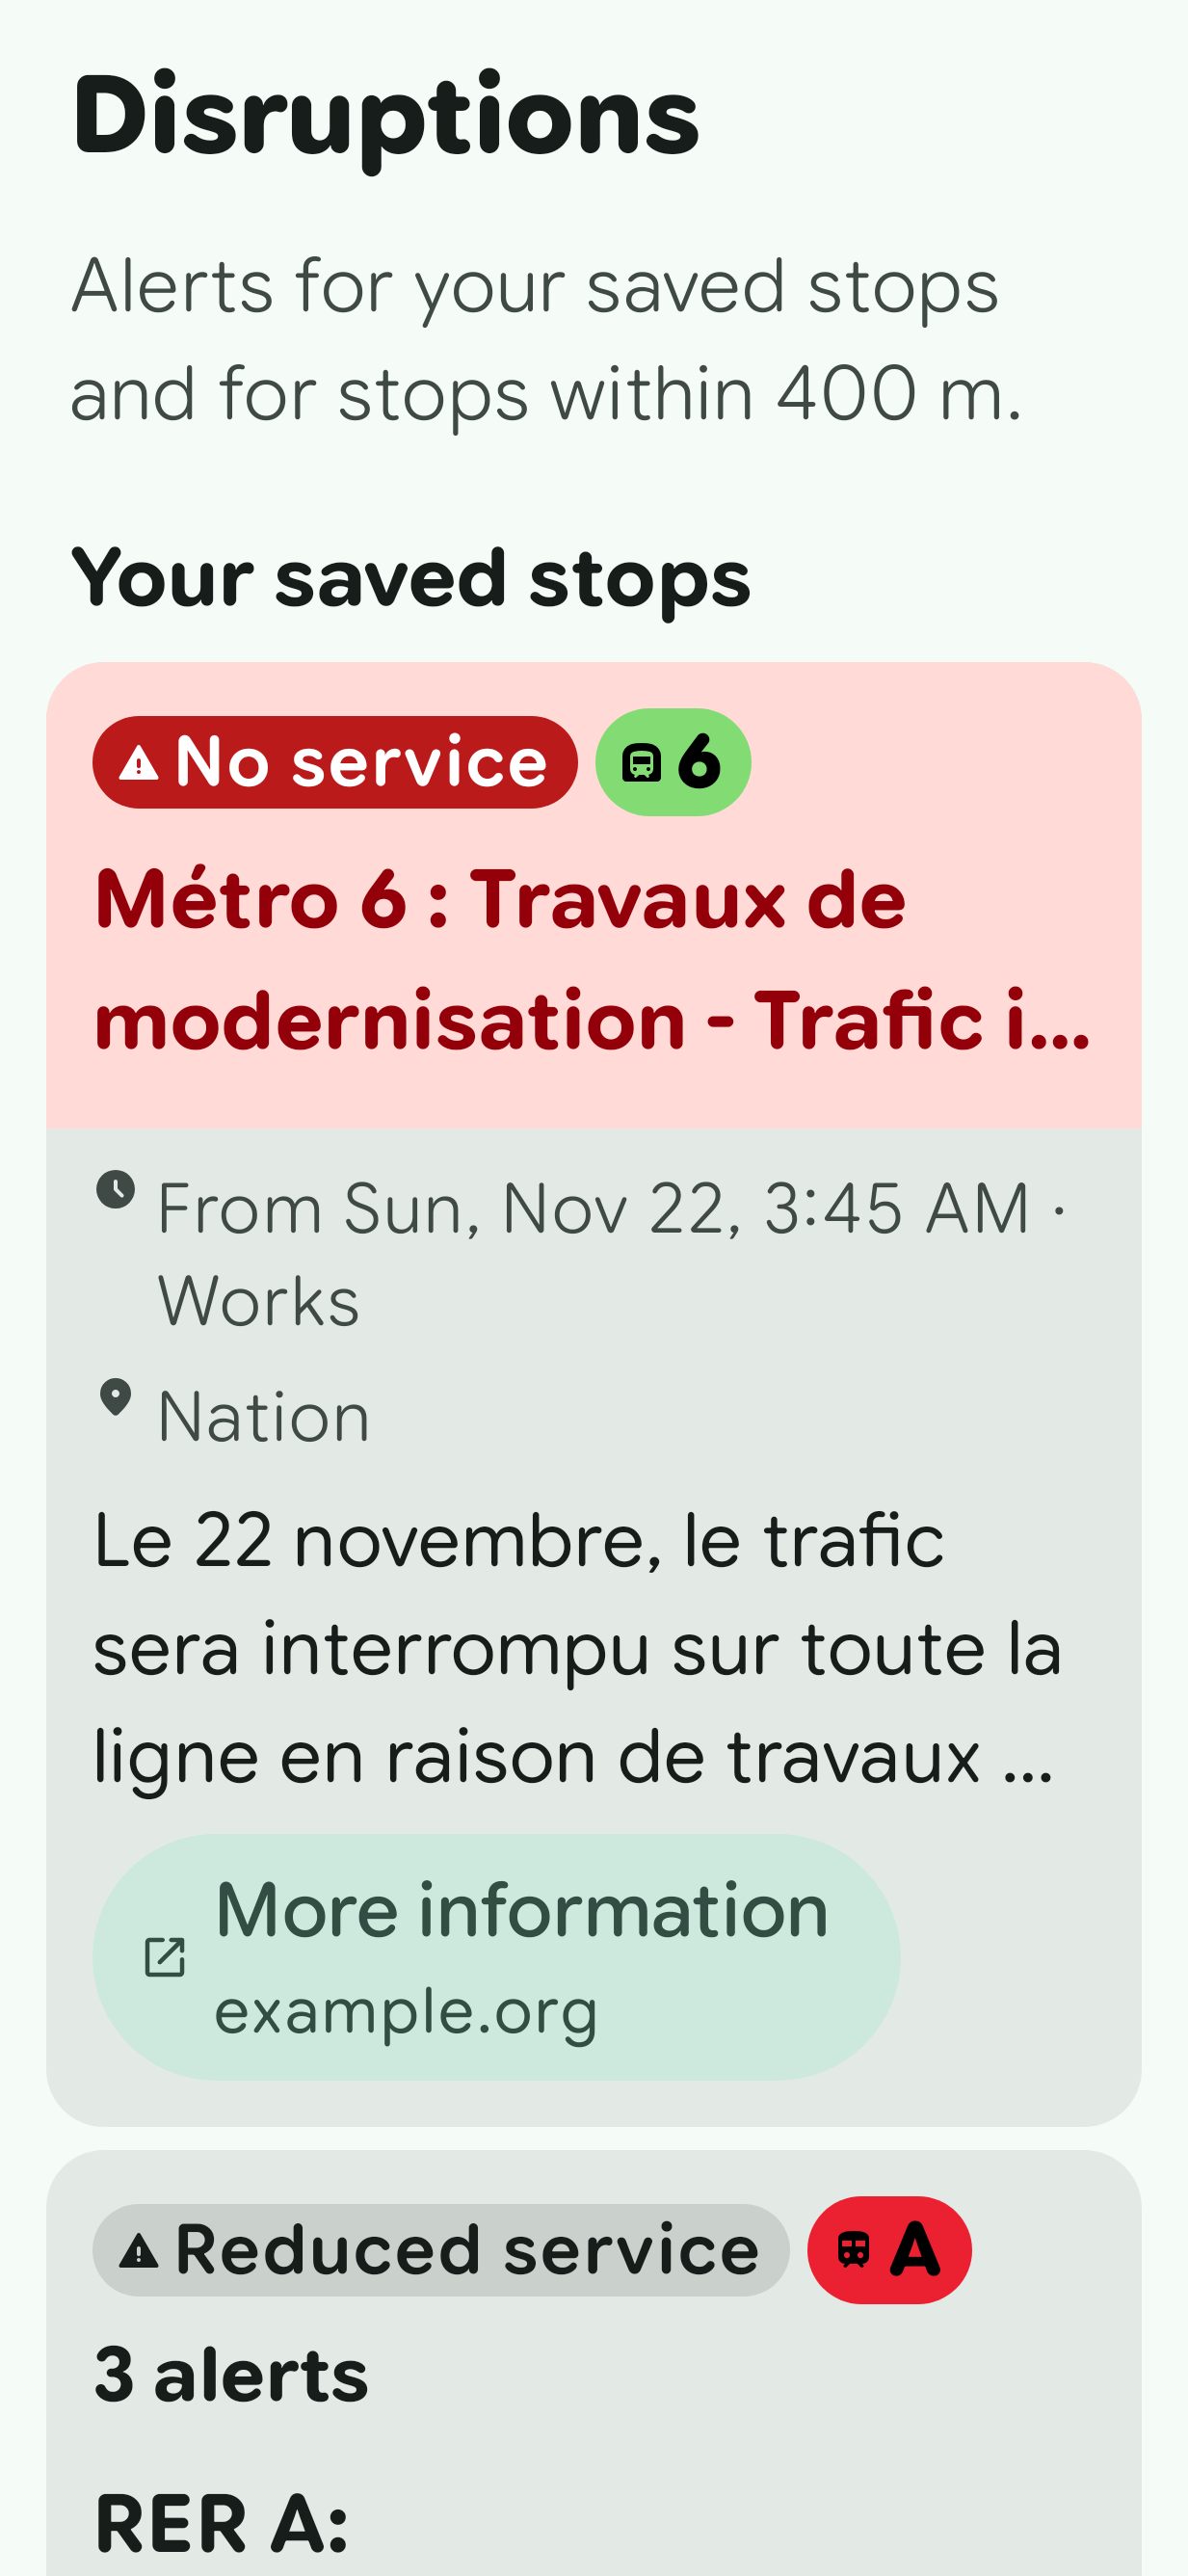 Disruptions
Alerts for your saved stops
and for stops within 400 m.
Your saved stops
No service 6
Métro 6 : Travaux de
modernisation - Trafic i...
From Sun, Nov 22, 3:45 AM ·
Works
Nation
Le 22 novembre, le trafic
sera interrompu sur toute la
ligne en raison de travaux ...
More information
example.org
Reduced service A
3 alerts
RER A: